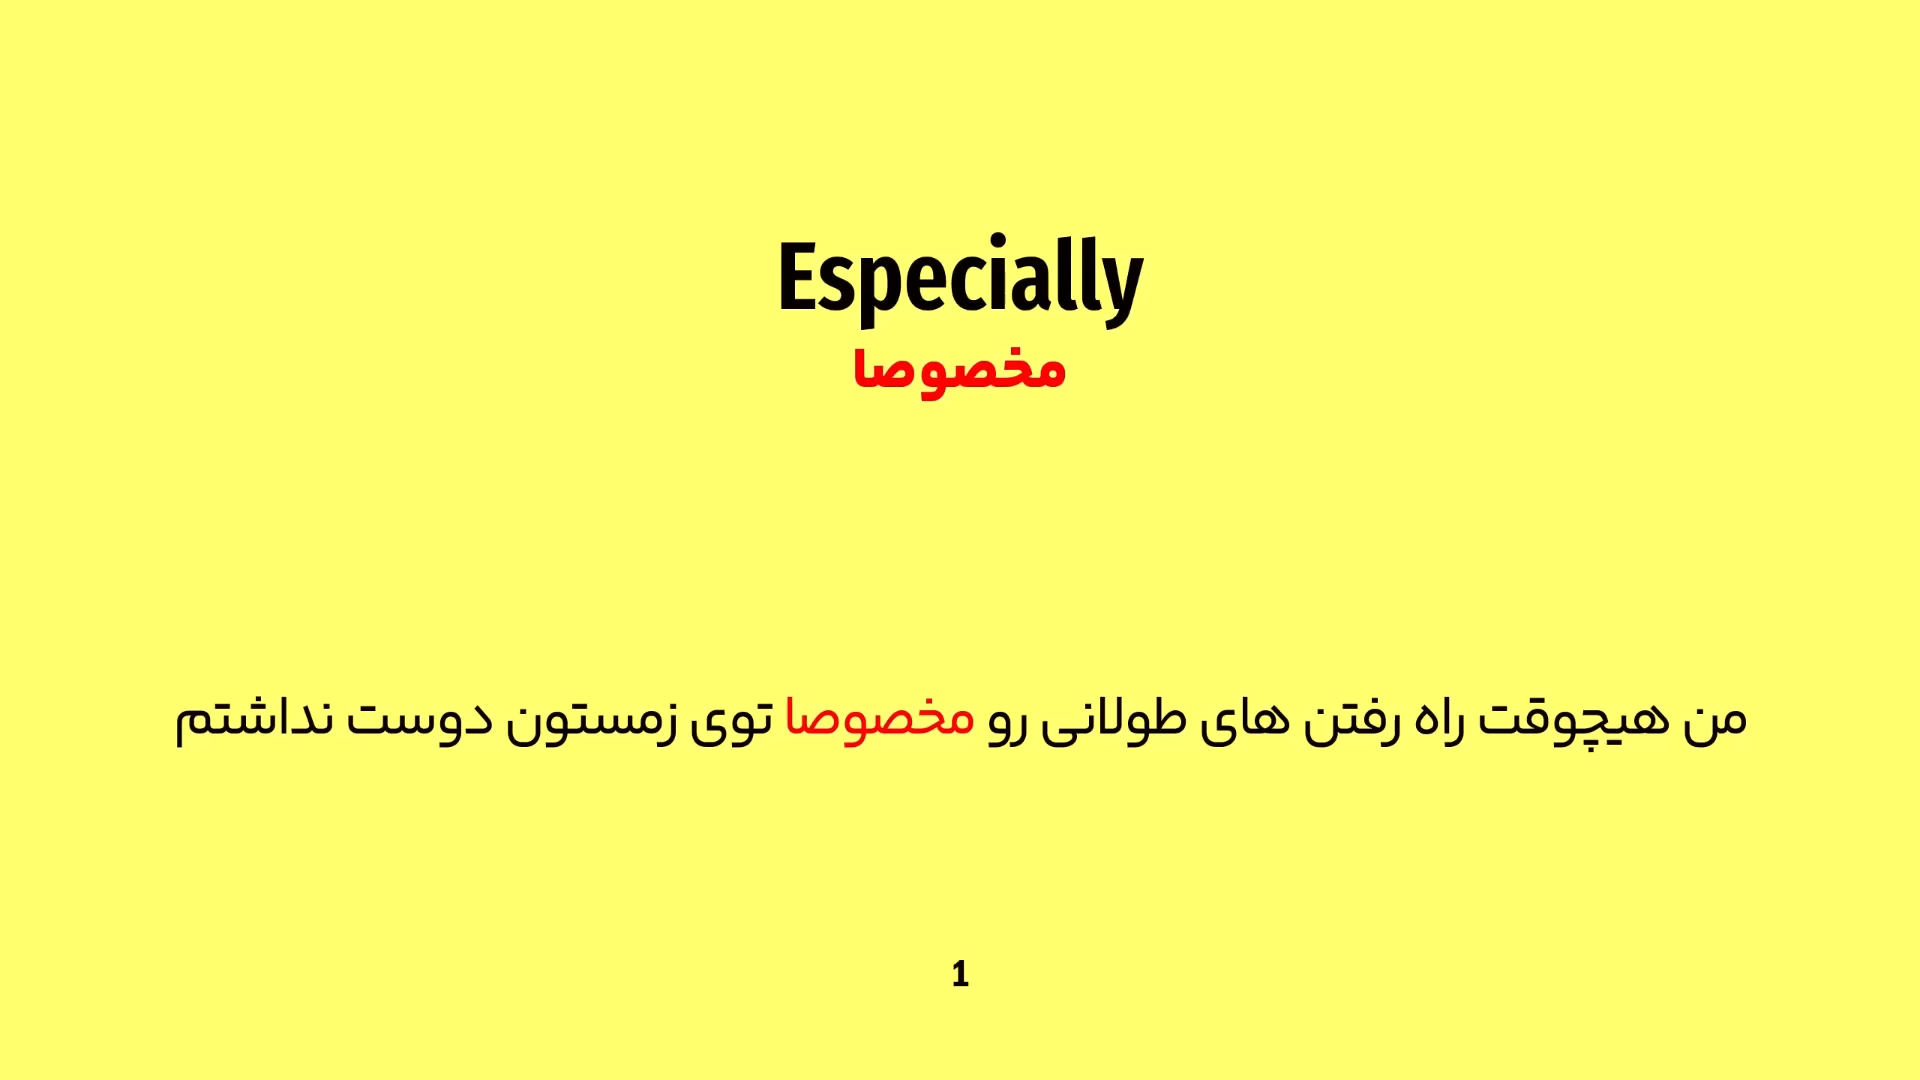 Especially
مخصوصا
من هیچوقت راه رفتن های طولانی رو مخصوصا توی زمستون دوست نداشتم
1